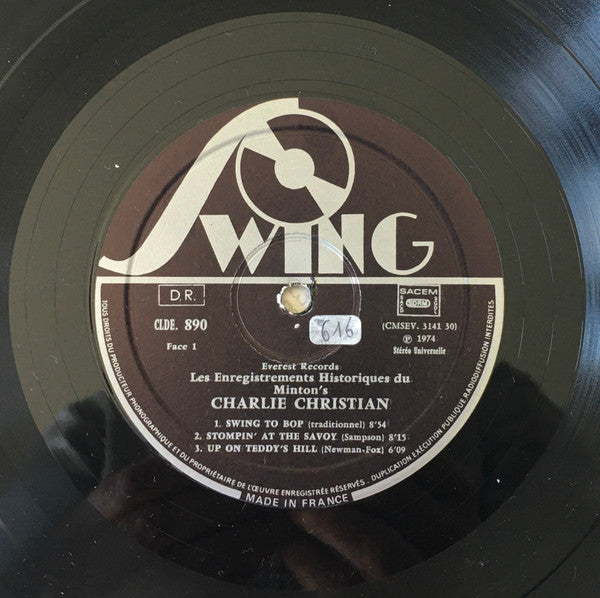 SWING
D.R.
SACEM
SACD SDRM SGDL
CLDE. 890
616
(CMSEV. 3141 30)
Ⓟ 1974
Face 1
Stéréo Universelle
Everest Records
Les Enregistrements Historiques du
Minton's
CHARLIE CHRISTIAN
1. SWING TO BOP (traditionnel) 8'54
2. STOMPIN' AT THE SAVOY (Sampson) 8'15
3. UP ON TEDDY'S HILL (Newman-Fox) 6'09
TOUS DROITS DU PRODUCTEUR PHONOGRAPHIQUE ET DU PROPRIÉTAIRE DE L'ŒUVRE ENREGISTRÉE RÉSERVÉS. DUPLICATION EXÉCUTION PUBLIQUE RADIODIFFUSION INTERDITES
MADE IN FRANCE